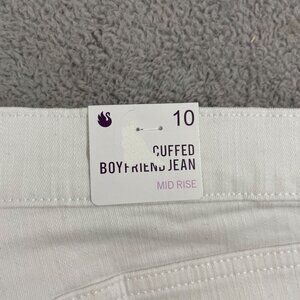 10
CUFFED
BOYFRIEND JEAN
MID RISE